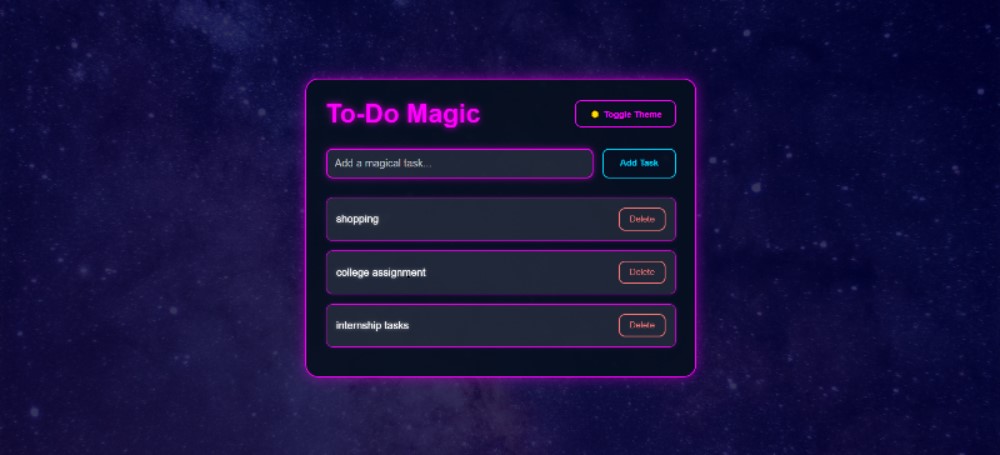 To-Do Magic
Toggle Theme
Add a magical task...
Add Task
shopping
Delete
college assignment
Delete
internship tasks
Delete